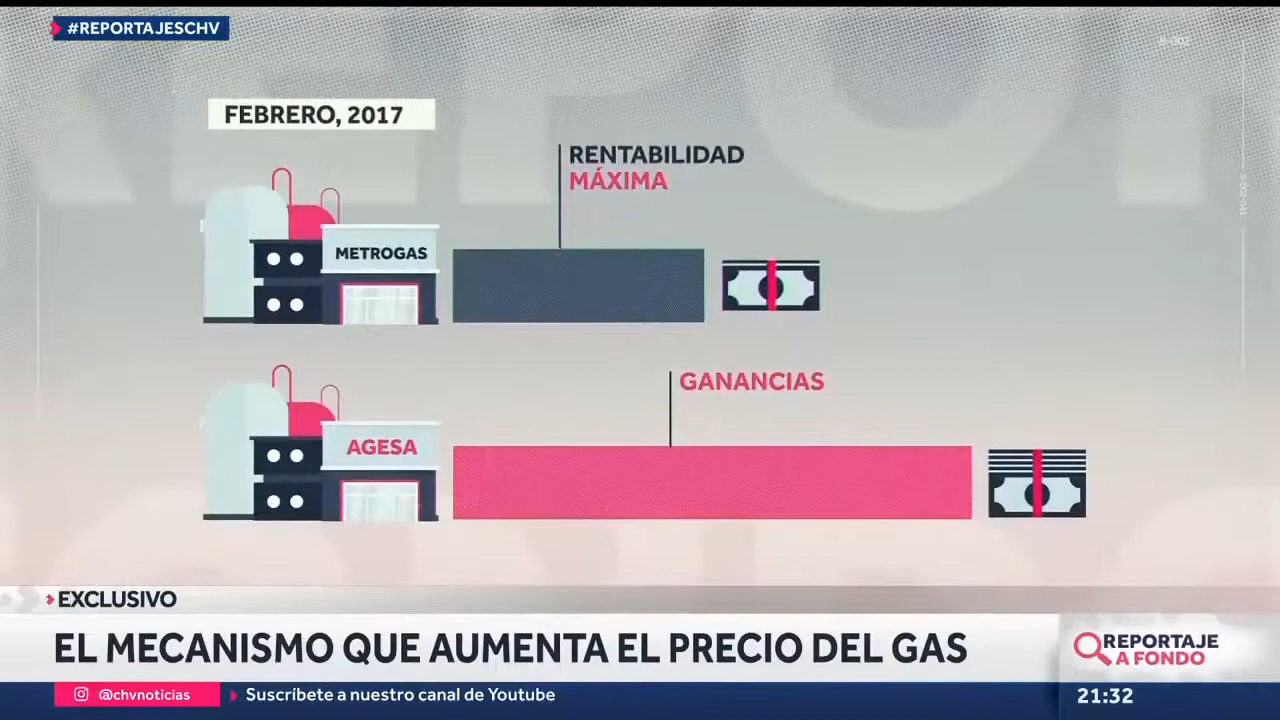 #REPORTAJESCHV
FEBRERO, 2017
RENTABILIDAD
MÁXIMA
METROGAS
GANANCIAS
AGESA
EXCLUSIVO
EL MECANISMO QUE AUMENTA EL PRECIO DEL GAS
REPORTAJE
A FONDO
@chvnoticias
Suscríbete a nuestro canal de Youtube
21:32